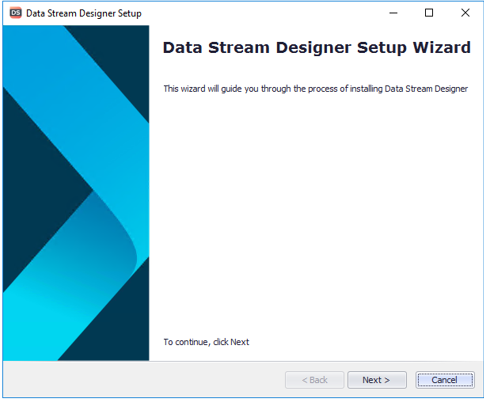 DS Data Stream Designer Setup
Data Stream Designer Setup Wizard
This wizard will guide you through the process of installing Data Stream Designer
To continue, click Next
< Back Next > Cancel